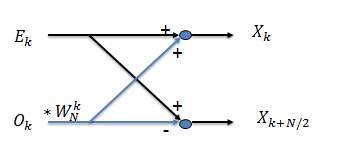 E_k + X_k
+
* W_N^k +
O_k - X_{k+N/2}